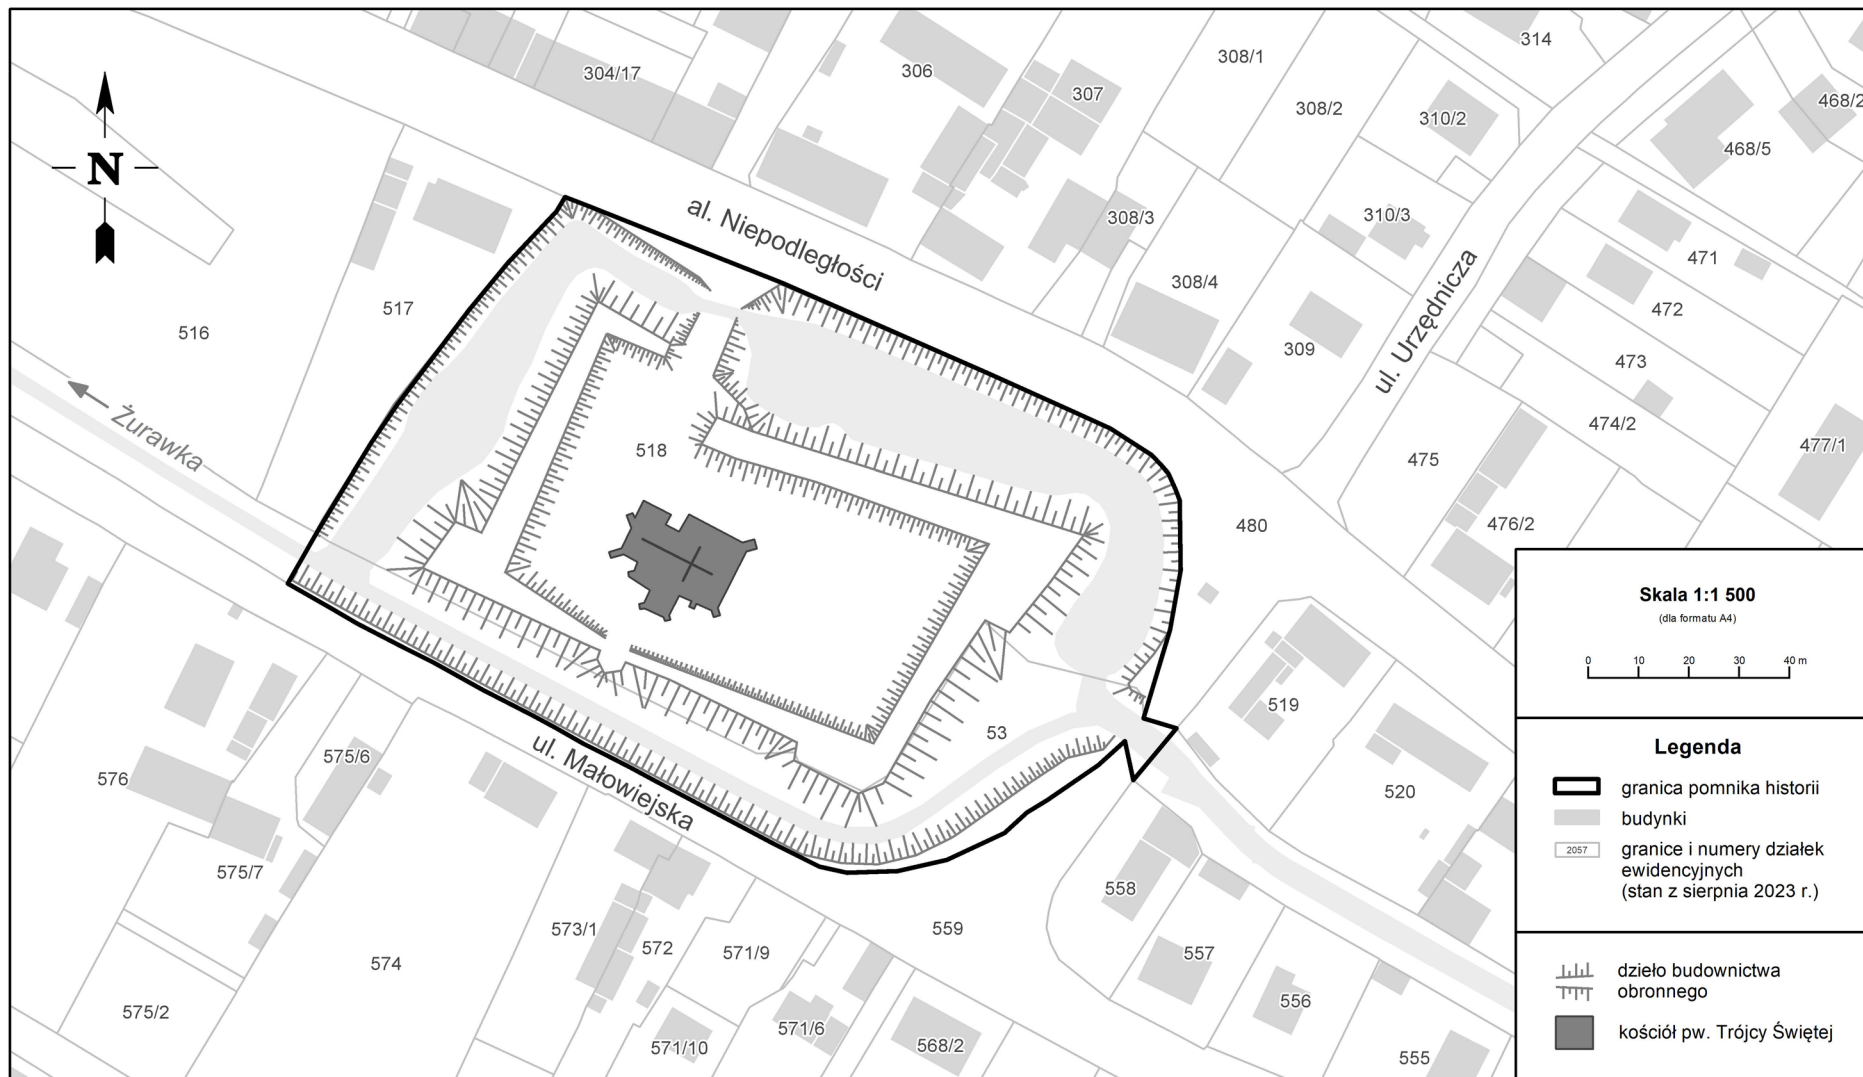 314
304/17
306
308/1
307
468/2
308/2
310/2
468/5
N
al. Niepodległości
308/3
310/3
ul. Urzędnicza
471
308/4
517
472
516
309
473
Żurawka
474/2
518
475
477/1
480
476/2
519
53
ul. Małowiejska
575/6
576
520
575/7
558
573/1
559
572
571/9
557
574
556
575/2
571/6
571/10
568/2
555
Skala 1:1 500
(dla formatu A4)
0 10 20 30 40 m
Legenda
granica pomnika historii
budynki
2057
granice i numery działek
ewidencyjnych
(stan z sierpnia 2023 r.)
dzieło budownictwa
obronnego
kościół pw. Trójcy Świętej